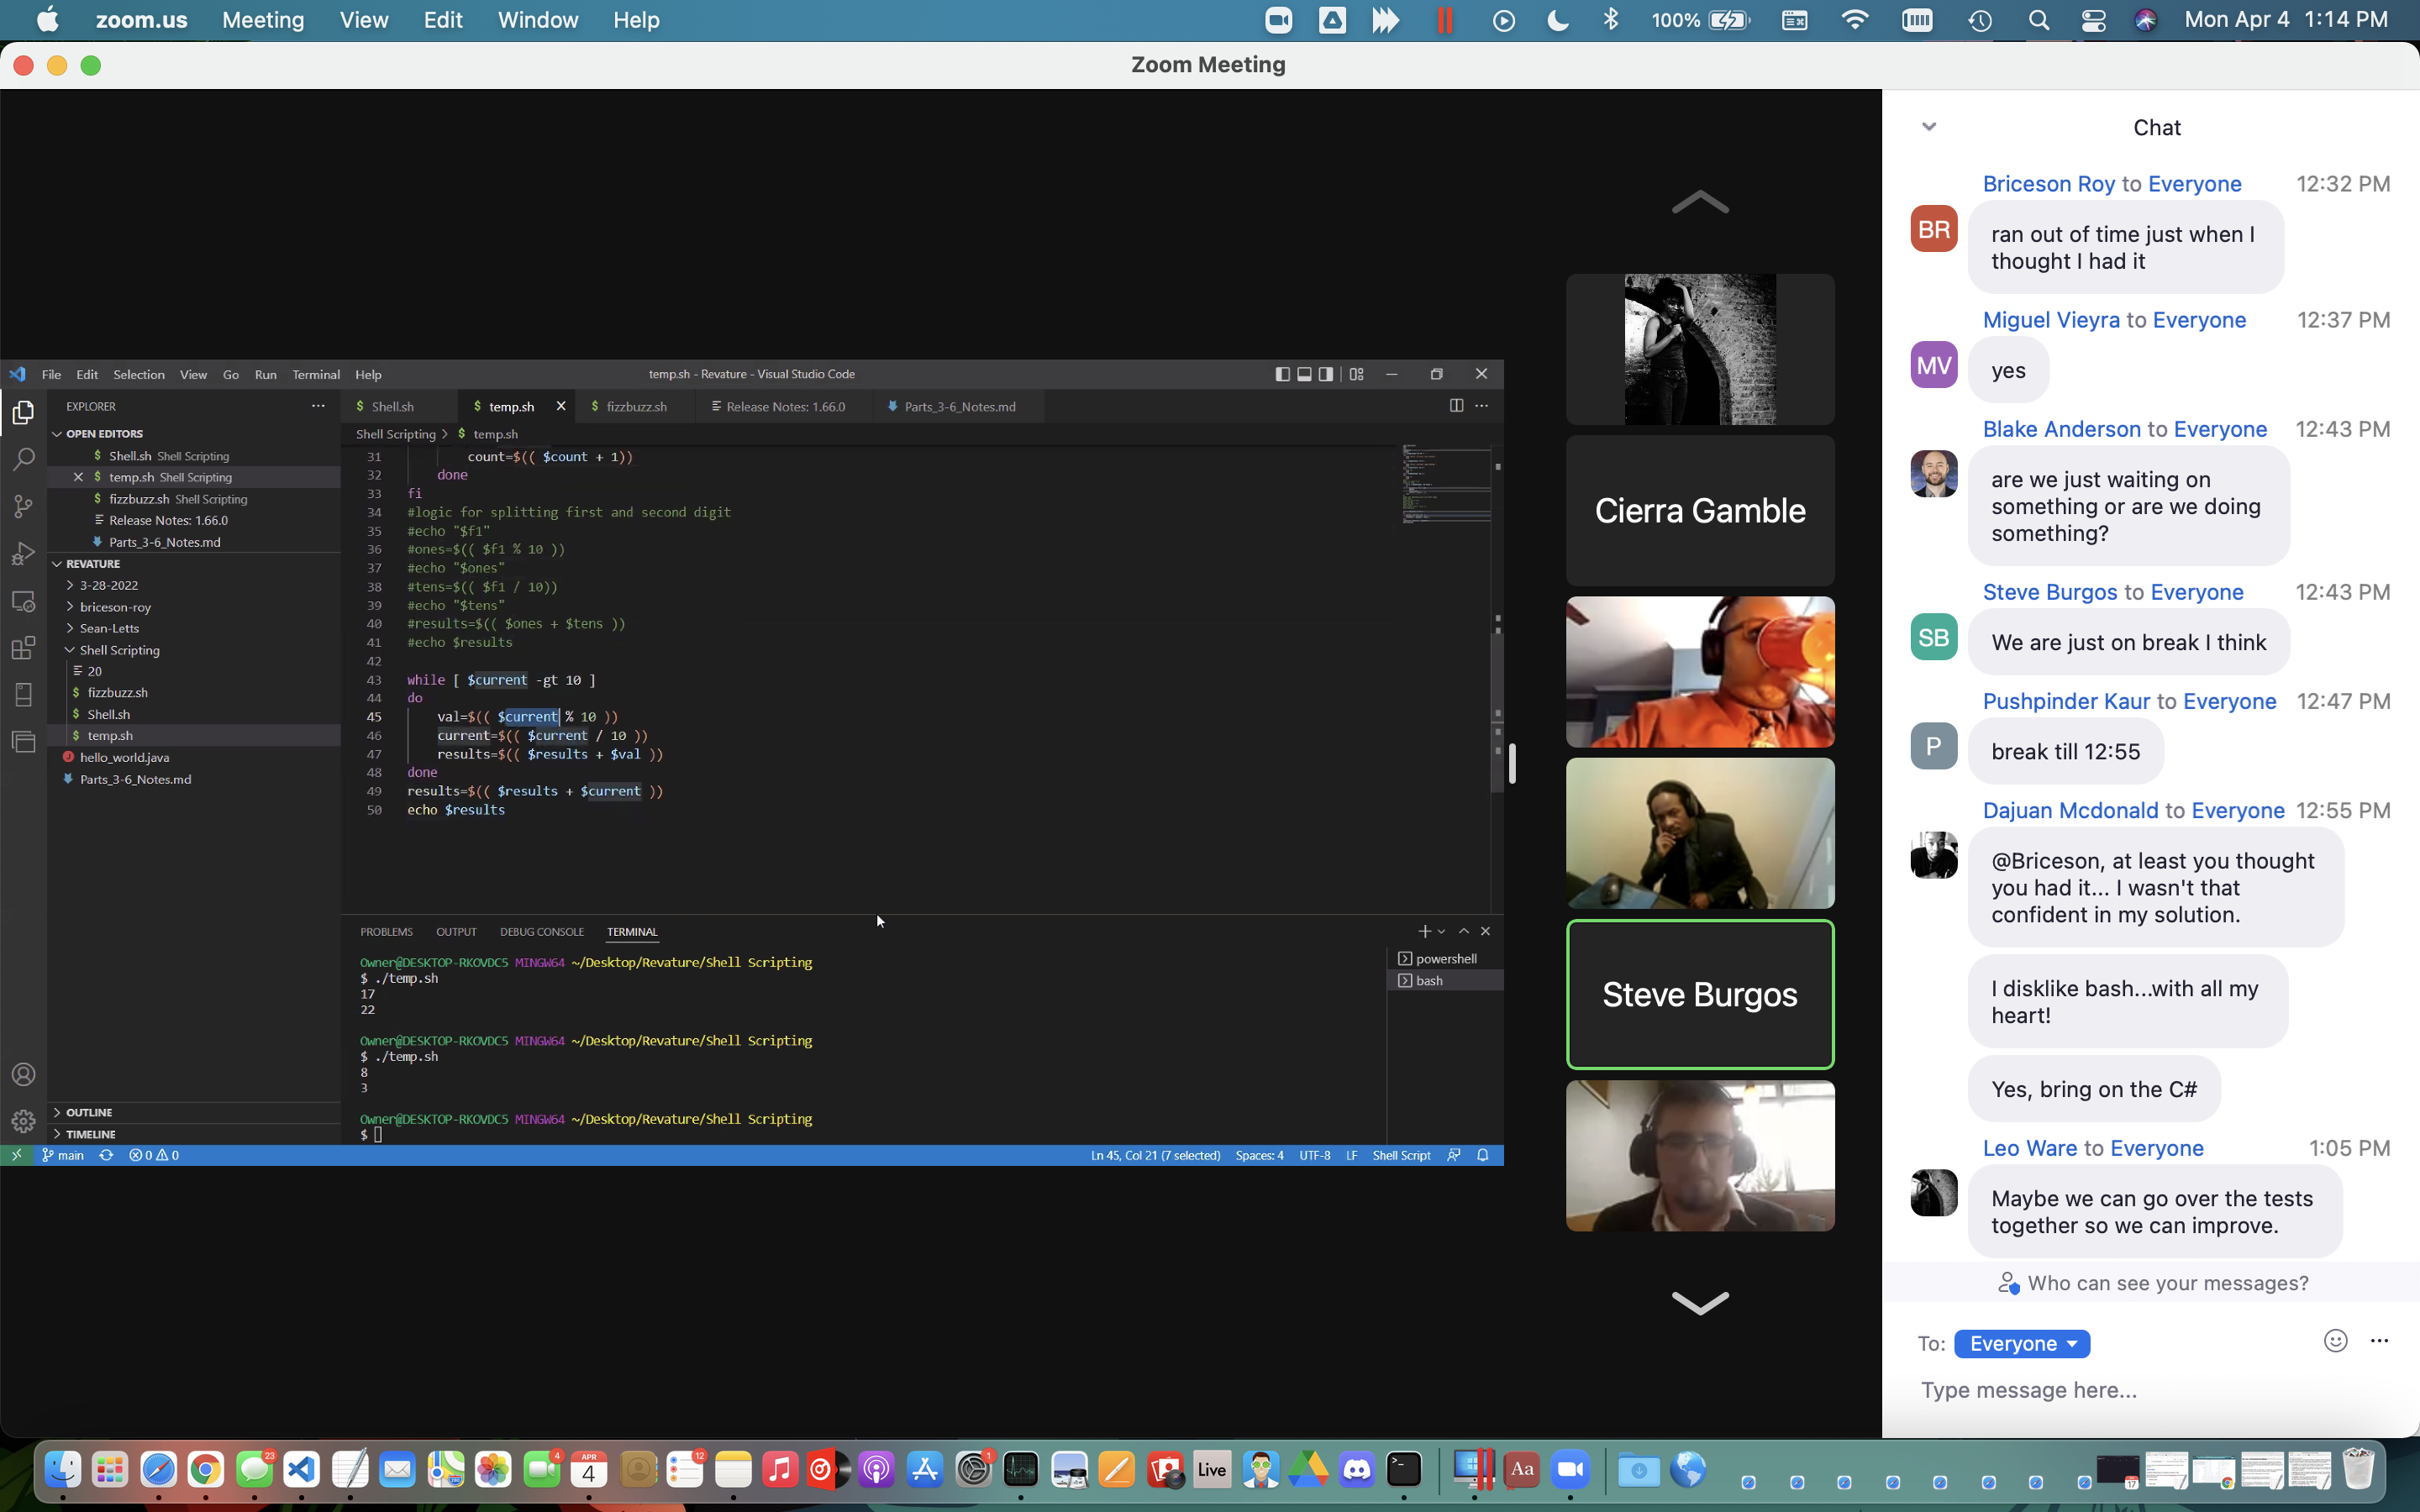 zoom.us Meeting View Edit Window Help 100% Mon Apr 4 1:14 PM
Zoom Meeting
File Edit Selection View Go Run Terminal Help temp.sh - Revature - Visual Studio Code
EXPLORER
OPEN EDITORS
$ Shell.sh Shell Scripting
$ temp.sh Shell Scripting
$ fizzbuzz.sh Shell Scripting
Release Notes: 1.66.0
Parts_3-6_Notes.md
REVATURE
3-28-2022
briceson-roy
Sean-Letts
Shell Scripting
20
$ fizzbuzz.sh
$ Shell.sh
$ temp.sh
hello_world.java
Parts_3-6_Notes.md
OUTLINE
TIMELINE
$ Shell.sh $ temp.sh $ fizzbuzz.sh Release Notes: 1.66.0 Parts_3-6_Notes.md
Shell Scripting > $ temp.sh
31 count=$(( $count + 1))
32 done
33 fi
34 #logic for splitting first and second digit
35 #echo "$f1"
36 #ones=$(( $f1 % 10 ))
37 #echo "$ones"
38 #tens=$(( $f1 / 10))
39 #echo "$tens"
40 #results=$(( $ones + $tens ))
41 #echo $results
42
43 while [ $current -gt 10 ]
44 do
45 val=$(( $current % 10 ))
46 current=$(( $current / 10 ))
47 results=$(( $results + $val ))
48 done
49 results=$(( $results + $current ))
50 echo $results
PROBLEMS OUTPUT DEBUG CONSOLE TERMINAL
Owner@DESKTOP-RKOVDC5 MINGW64 ~/Desktop/Revature/Shell Scripting
$ ./temp.sh
17
22
Owner@DESKTOP-RKOVDC5 MINGW64 ~/Desktop/Revature/Shell Scripting
$ ./temp.sh
8
3
Owner@DESKTOP-RKOVDC5 MINGW64 ~/Desktop/Revature/Shell Scripting
$
powershell
bash
main 0 0 Ln 45, Col 21 (7 selected) Spaces: 4 UTF-8 LF Shell Script
Cierra Gamble
Steve Burgos
Chat
Briceson Roy to Everyone 12:32 PM
BR
ran out of time just when I
thought I had it
Miguel Vieyra to Everyone 12:37 PM
MV
yes
Blake Anderson to Everyone 12:43 PM
are we just waiting on
something or are we doing
something?
Steve Burgos to Everyone 12:43 PM
SB
We are just on break I think
Pushpinder Kaur to Everyone 12:47 PM
P
break till 12:55
Dajuan Mcdonald to Everyone 12:55 PM
@Briceson, at least you thought
you had it... I wasn't that
confident in my solution.
I disklike bash...with all my
heart!
Yes, bring on the C#
Leo Ware to Everyone 1:05 PM
Maybe we can go over the tests
together so we can improve.
Who can see your messages?
To: Everyone
Type message here...
23 4 APR 4 12 1 Live Aa 17